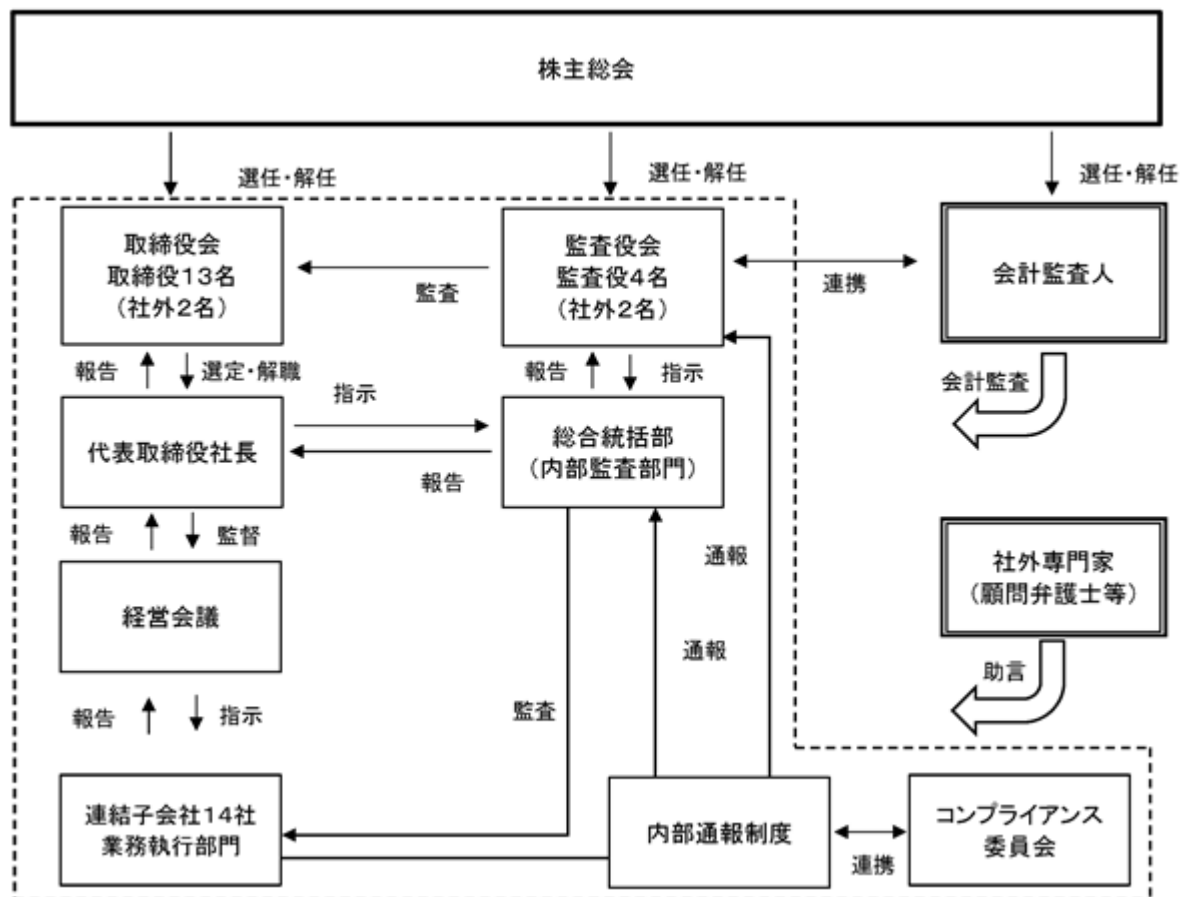 株主総会
選任・解任
選任・解任
選任・解任
取締役会
取締役13名
（社外2名）
監査
監査役会
監査役4名
（社外2名）
連携
会計監査人
報告
選定・解職
報告
指示
会計監査
指示
代表取締役社長
報告
総合統括部
（内部監査部門）
報告
監督
通報
社外専門家
（顧問弁護士等）
経営会議
通報
助言
報告
指示
監査
連結子会社14社
業務執行部門
内部通報制度
連携
コンプライアンス
委員会